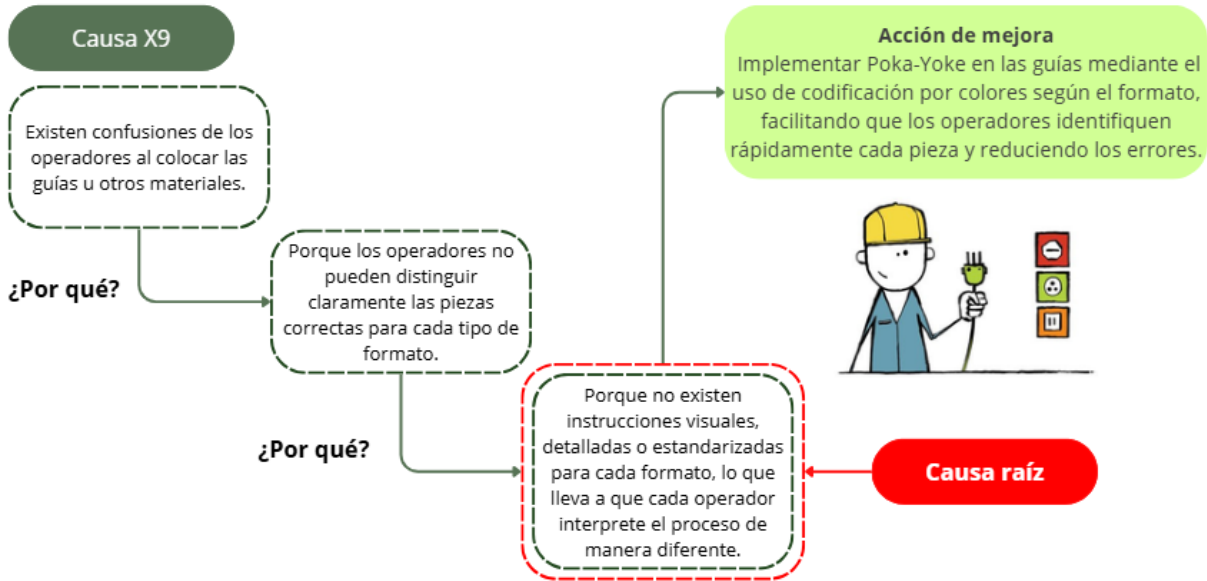 Causa X9
Existen confusiones de los
operadores al colocar las
guías u otros materiales.
¿Por qué?
Porque los operadores no
pueden distinguir
claramente las piezas
correctas para cada tipo de
formato.
¿Por qué?
Porque no existen
instrucciones visuales,
detalladas o estandarizadas
para cada formato, lo que
lleva a que cada operador
interprete el proceso de
manera diferente.
Causa raíz
Acción de mejora
Implementar Poka-Yoke en las guías mediante el
uso de codificación por colores según el formato,
facilitando que los operadores identifiquen
rápidamente cada pieza y reduciendo los errores.